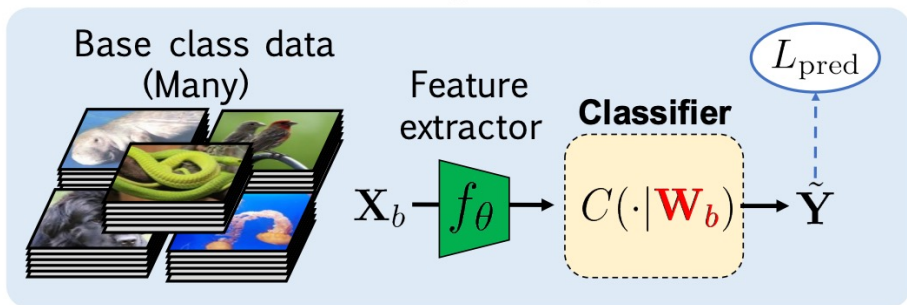 Base class data
(Many)
Feature
extractor
Classifier
L_pred
X_b
f_θ
C(·|W_b)
Ỹ